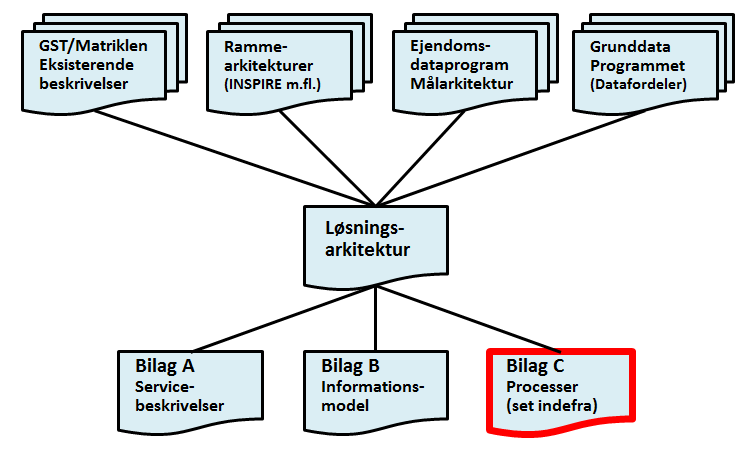 GST/Matriklen
Eksisterende
beskrivelser
Ramme-
arkitekturer
(INSPIRE m.fl.)
Ejendoms-
dataprogram
Målarkitektur
Grunddata
Programmet
(Datafordeler)
Løsnings-
arkitektur
Bilag A
Service-
beskrivelser
Bilag B
Informations-
model
Bilag C
Processer
(set indefra)